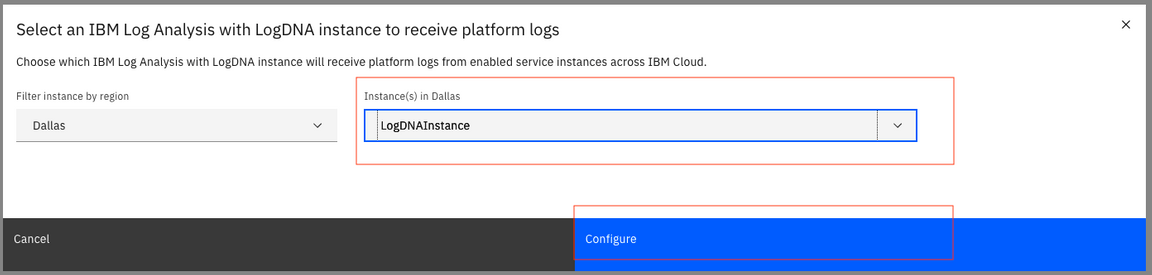 Select an IBM Log Analysis with LogDNA instance to receive platform logs
Choose which IBM Log Analysis with LogDNA instance will receive platform logs from enabled service instances across IBM Cloud.
Filter instance by region
Instance(s) in Dallas
Dallas
LogDNAInstance
Cancel
Configure